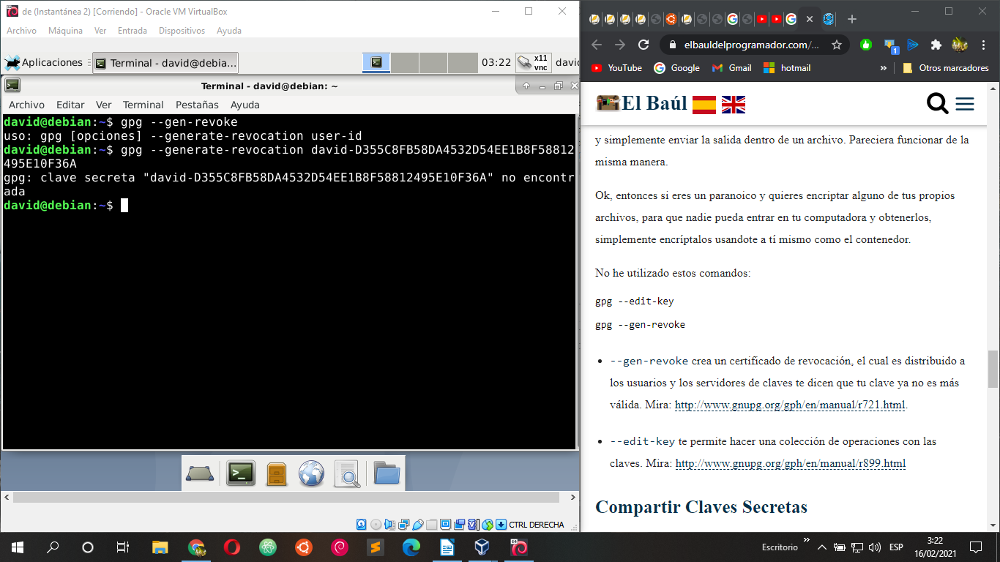 de (Instantánea 2) [Corriendo] - Oracle VM VirtualBox
Archivo Máquina Ver Entrada Dispositivos Ayuda
Aplicaciones Terminal - david@debia... 03:22 x11 vnc david
Terminal - david@debian: ~
Archivo Editar Ver Terminal Pestañas Ayuda
david@debian:~$ gpg --gen-revoke
uso: gpg [opciones] --generate-revocation user-id
david@debian:~$ gpg --generate-revocation david-D355C8FB58DA4532D54EE1B8F58812
495E10F36A
gpg: clave secreta "david-D355C8FB58DA4532D54EE1B8F58812495E10F36A" no encontr
ada
david@debian:~$
CTRL DERECHA
elbauldelprogramador.com/...
1
YouTube Google Gmail hotmail » Otros marcadores
El Baúl
y simplemente enviar la salida dentro de un archivo. Pareciera funcionar de la
misma manera.
Ok, entonces si eres un paranoico y quieres encriptar alguno de tus propios
archivos, para que nadie pueda entrar en tu computadora y obtenerlos,
simplemente encríptalos usandote a tí mismo como el contenedor.
No he utilizado estos comandos:
gpg --edit-key
gpg --gen-revoke
• --gen-revoke crea un certificado de revocación, el cual es distribuido a
los usuarios y los servidores de claves te dicen que tu clave ya no es más
válida. Mira: http://www.gnupg.org/gph/en/manual/r721.html.
• --edit-key te permite hacer una colección de operaciones con las
claves. Mira: http://www.gnupg.org/gph/en/manual/r899.html
Compartir Claves Secretas
Escritorio » ESP 3:22
16/02/2021